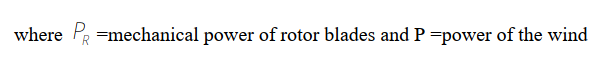 where P_R =mechanical power of rotor blades and P =power of the wind